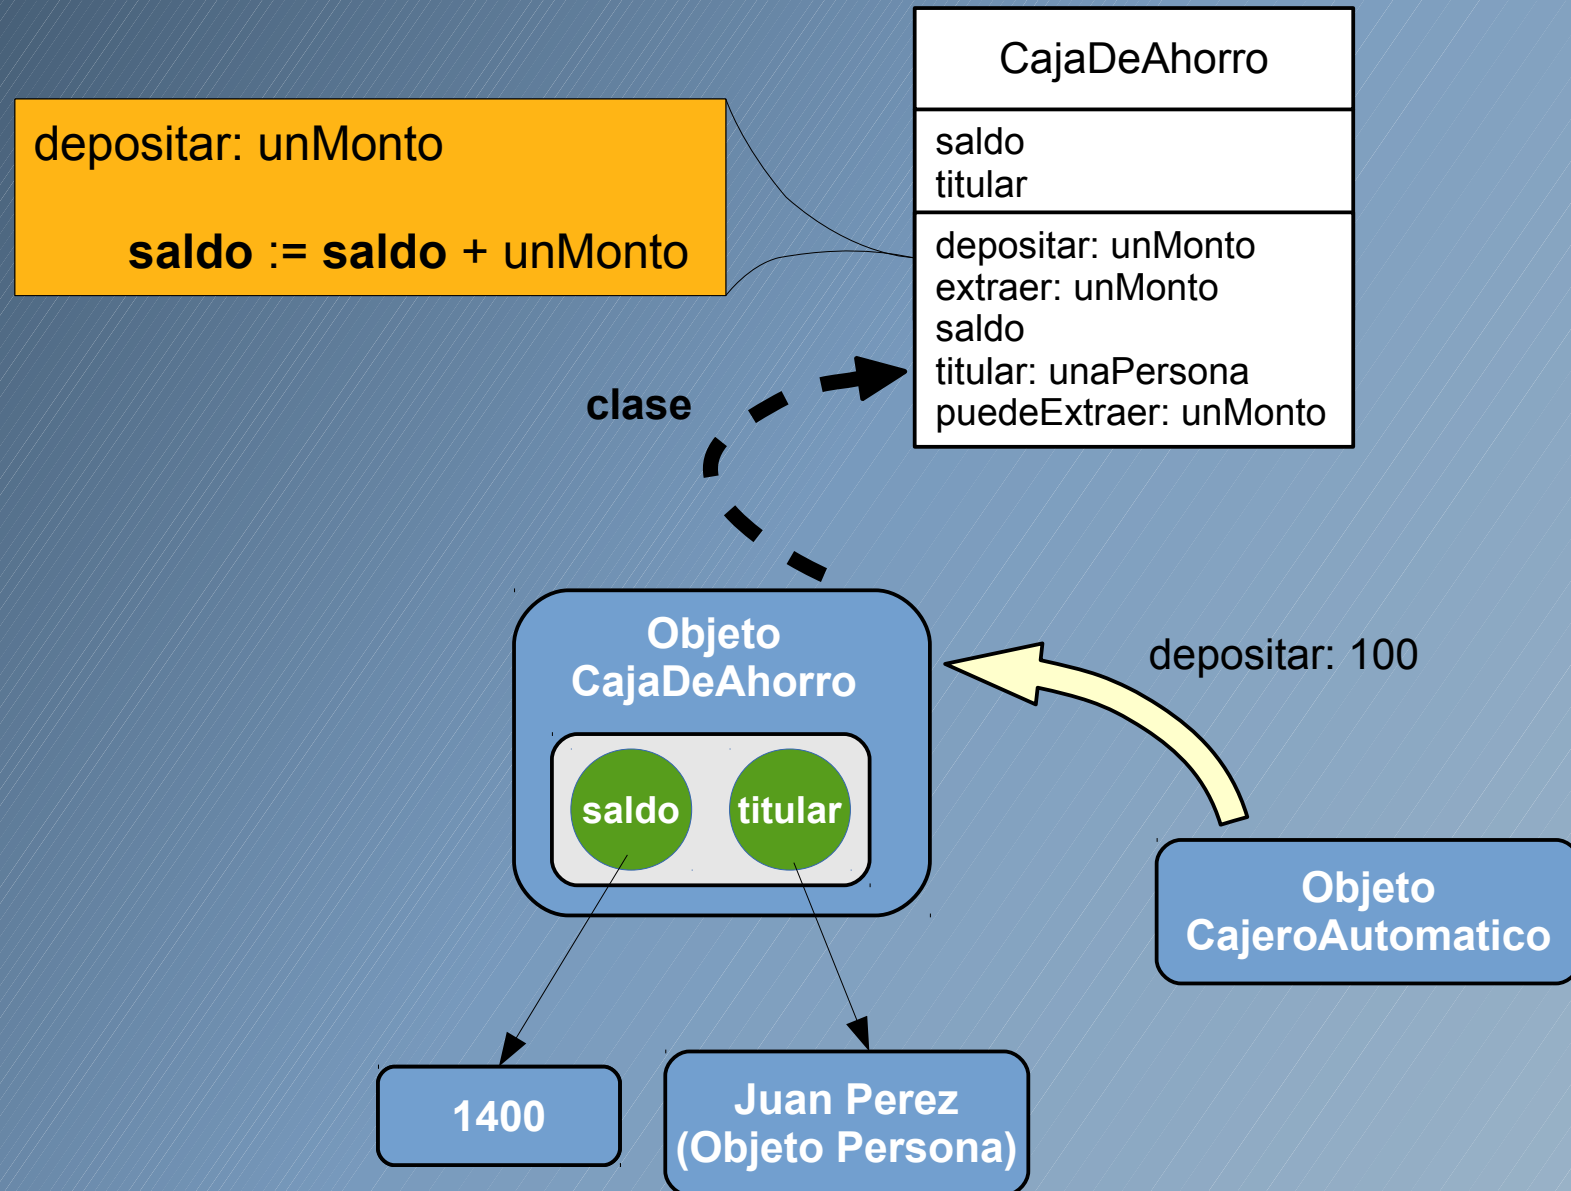 CajaDeAhorro
saldo
titular
depositar: unMonto
extraer: unMonto
saldo
titular: unaPersona
puedeExtraer: unMonto
depositar: unMonto
saldo := saldo + unMonto
clase
Objeto
CajaDeAhorro
saldo
titular
depositar: 100
Objeto
CajeroAutomatico
1400
Juan Perez
(Objeto Persona)